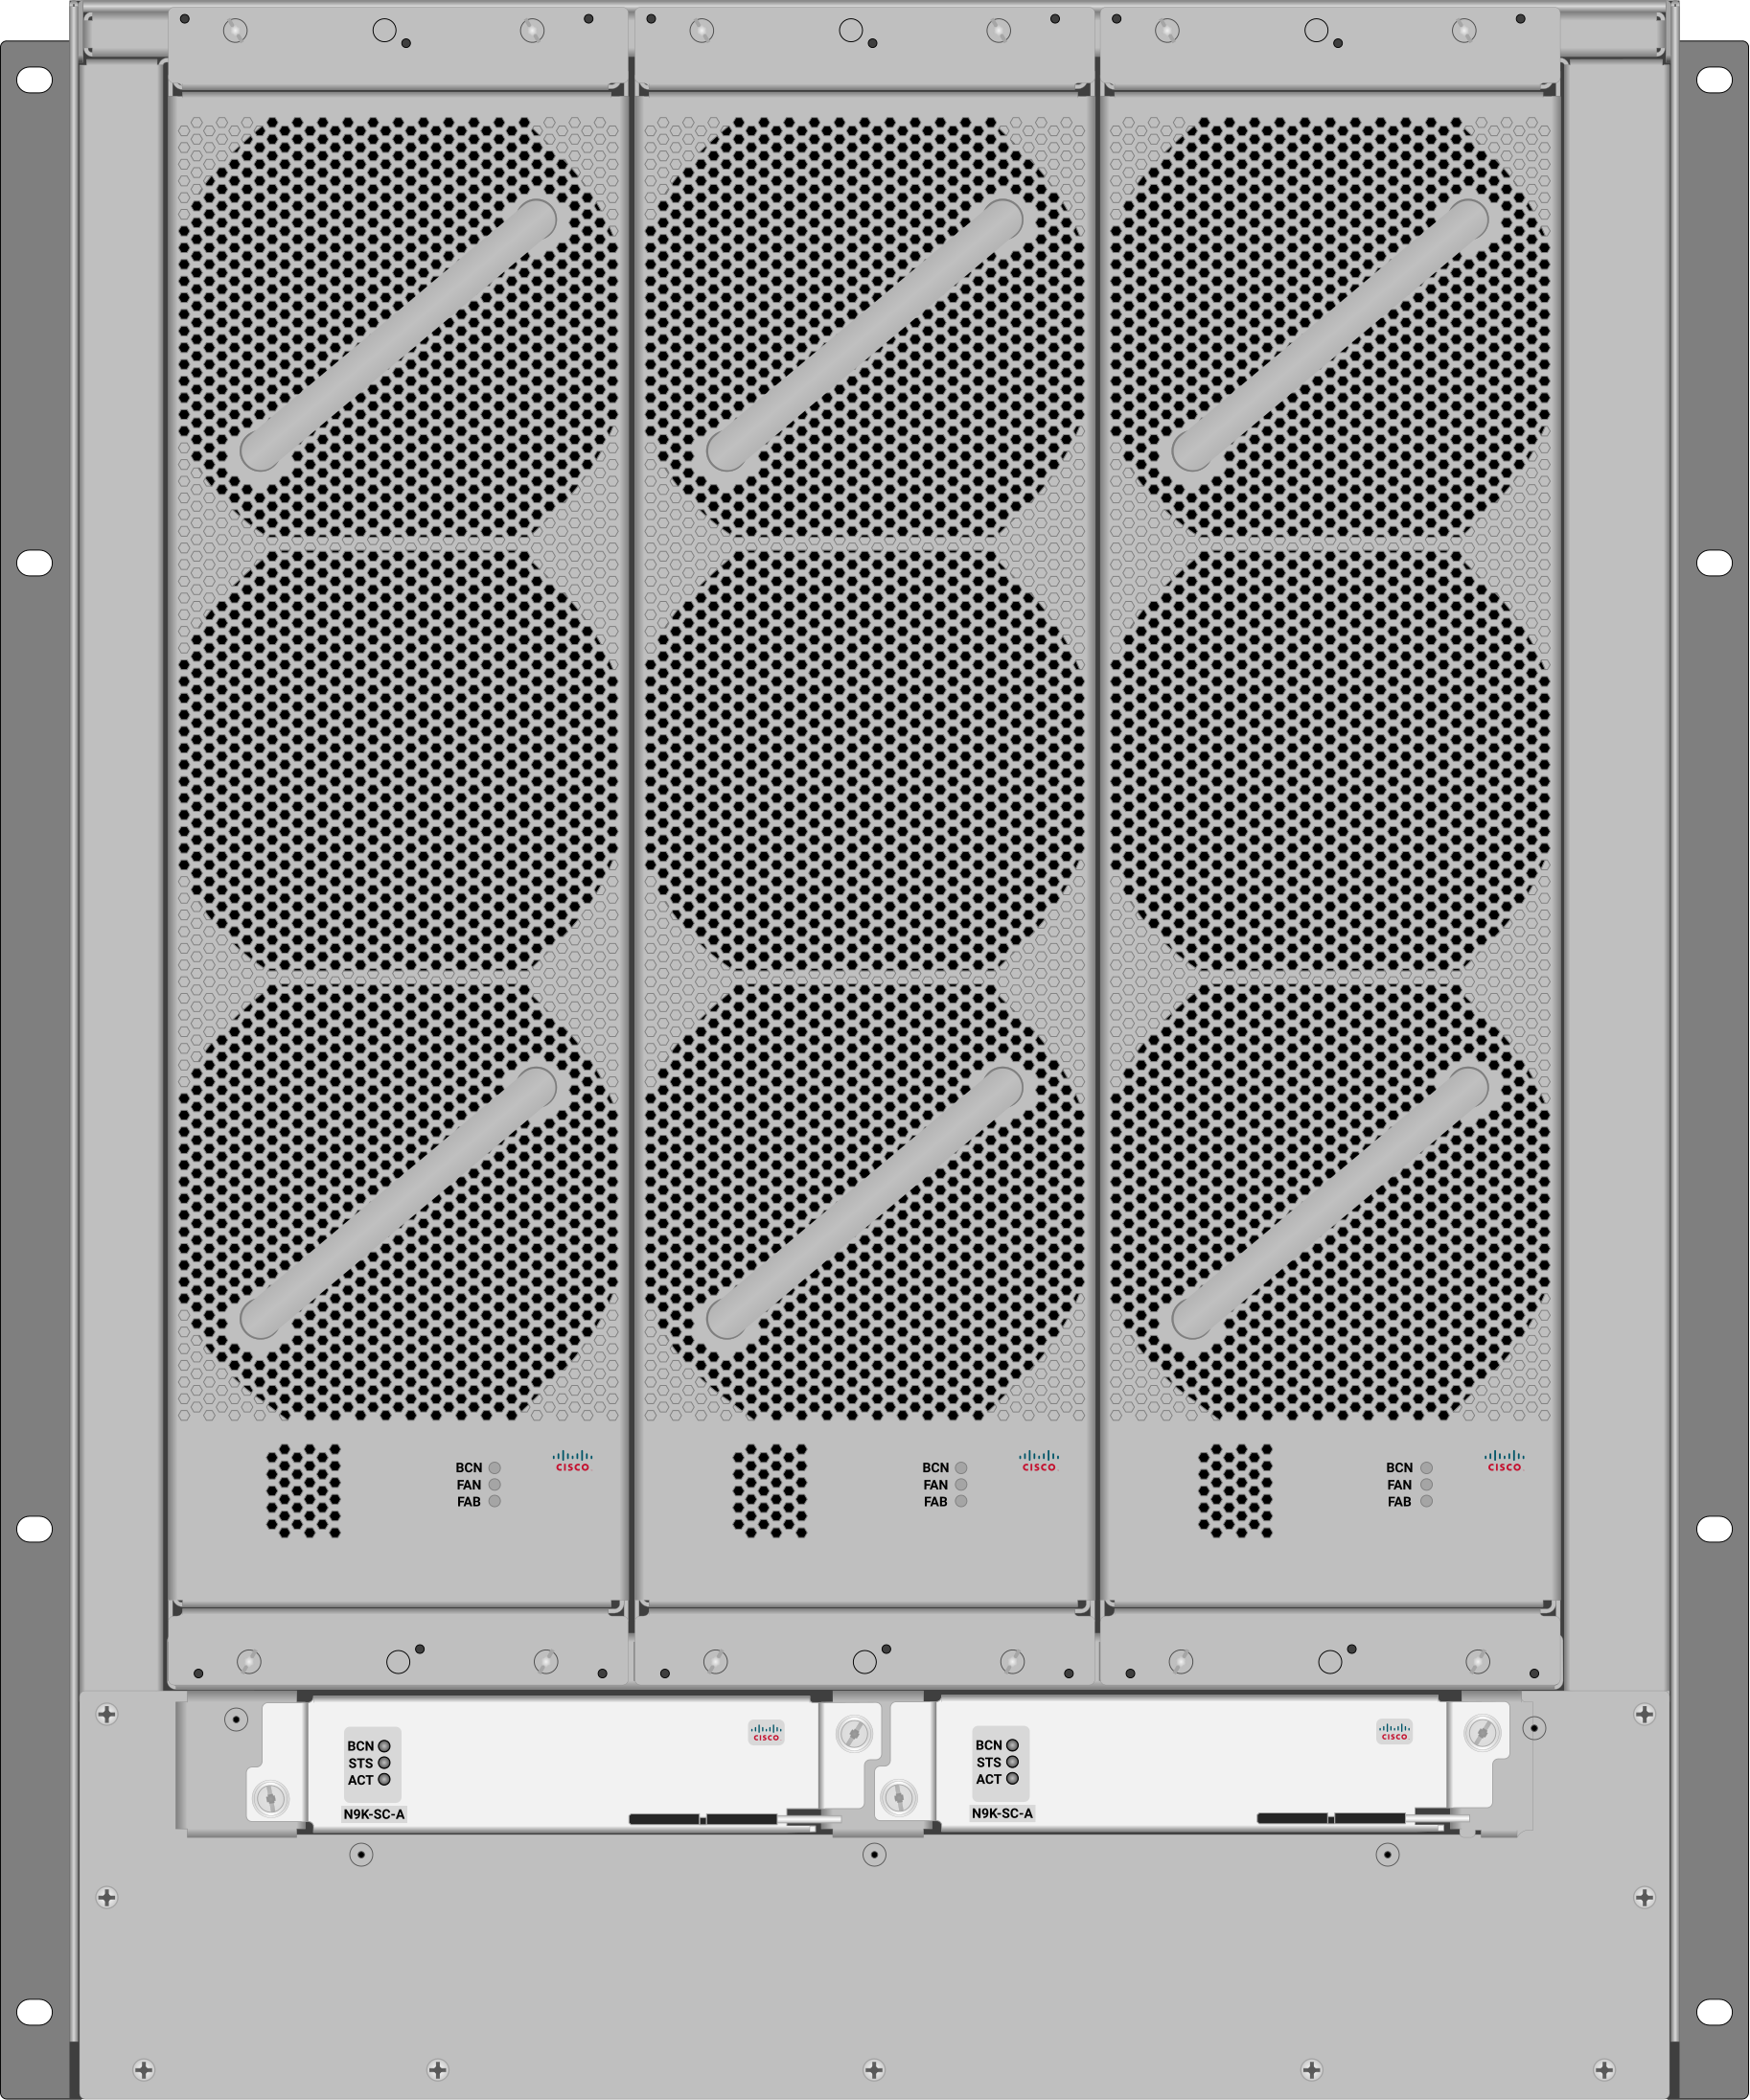 BCN
FAN
FAB
CISCO
BCN
FAN
FAB
CISCO
BCN
FAN
FAB
CISCO
BCN
STS
ACT
N9K-SC-A
CISCO
BCN
STS
ACT
N9K-SC-A
CISCO